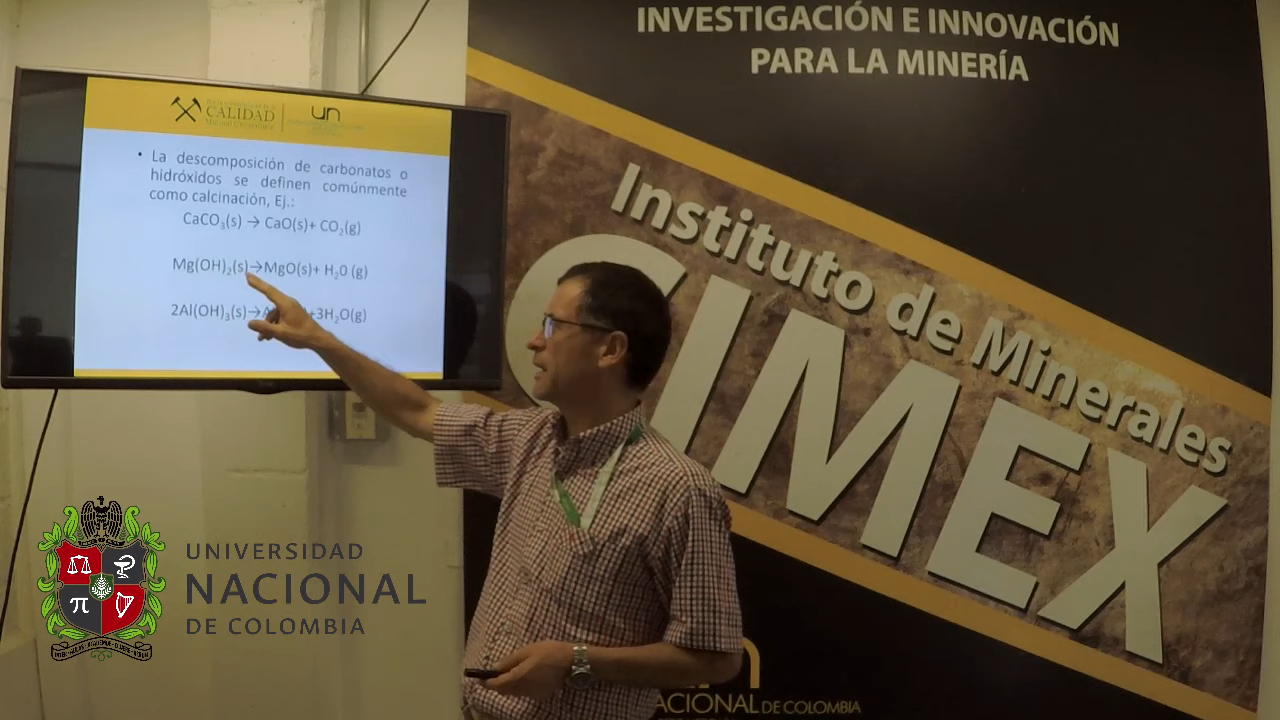 INVESTIGACIÓN E INNOVACIÓN
PARA LA MINERÍA
CALIDAD
un
• La descomposición de carbonatos o
hidróxidos se definen comúnmente
como calcinación, Ej.:
CaCO₃(s) → CaO(s)+ CO₂(g)
Mg(OH)₂(s)→MgO(s)+ H₂0 (g)
2Al(OH)₃(s)→A +3H₂O(g)
Instituto de Minerales
CIMEX
UNIVERSIDAD
NACIONAL
DE COLOMBIA
π
ACIONAL DE COLOMBIA